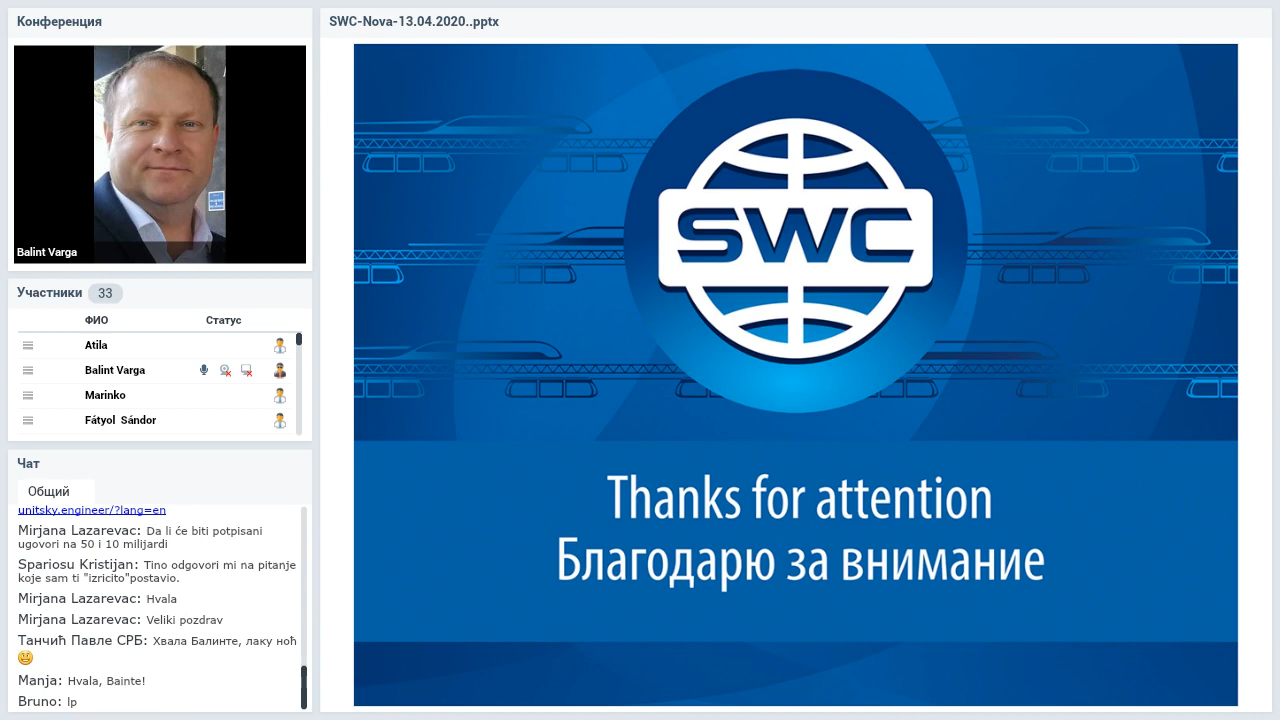 Конференция
Balint Varga
Участники 33
ФИО Статус
Atila
Balint Varga
Marinko
Fátyol Sándor
Чат
Общий
unitsky.engineer/?lang=en
Mirjana Lazarevac: Da li će biti potpisani
ugovori na 50 i 10 milijardi
Spariosu Kristijan: Tino odgovori mi na pitanje
koje sam ti "izricito"postavio.
Mirjana Lazarevac: Hvala
Mirjana Lazarevac: Veliki pozdrav
Танчић Павле СРБ: Хвала Балинте, лаку ноћ
Manja: Hvala, Bainte!
Bruno: lp
SWC-Nova-13.04.2020..pptx
SWC
Thanks for attention
Благодарю за внимание